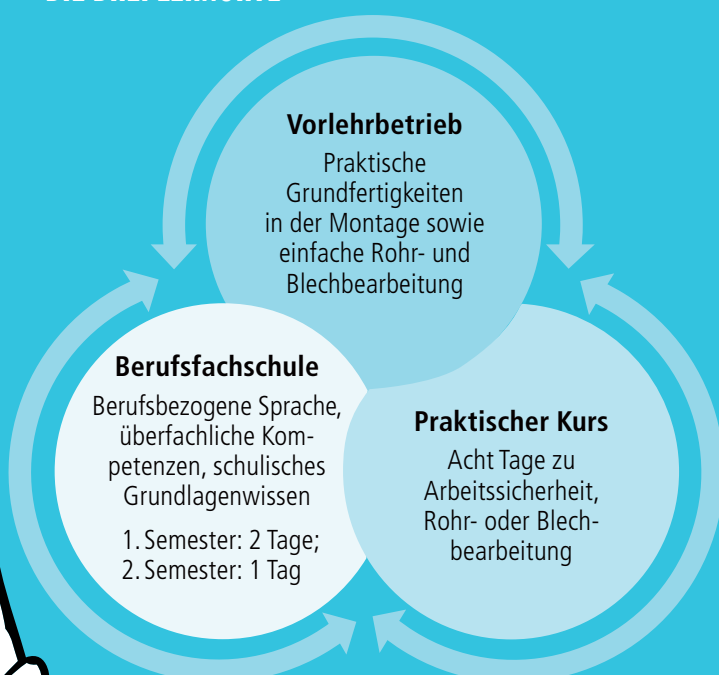 Vorlehrbetrieb
Praktische
Grundfertigkeiten
in der Montage sowie
einfache Rohr- und
Blechbearbeitung
Berufsfachschule
Berufsbezogene Sprache,
überfachliche Kom-
petenzen, schulisches
Grundlagenwissen
1. Semester: 2 Tage;
2. Semester: 1 Tag
Praktischer Kurs
Acht Tage zu
Arbeitssicherheit,
Rohr- oder Blech-
bearbeitung